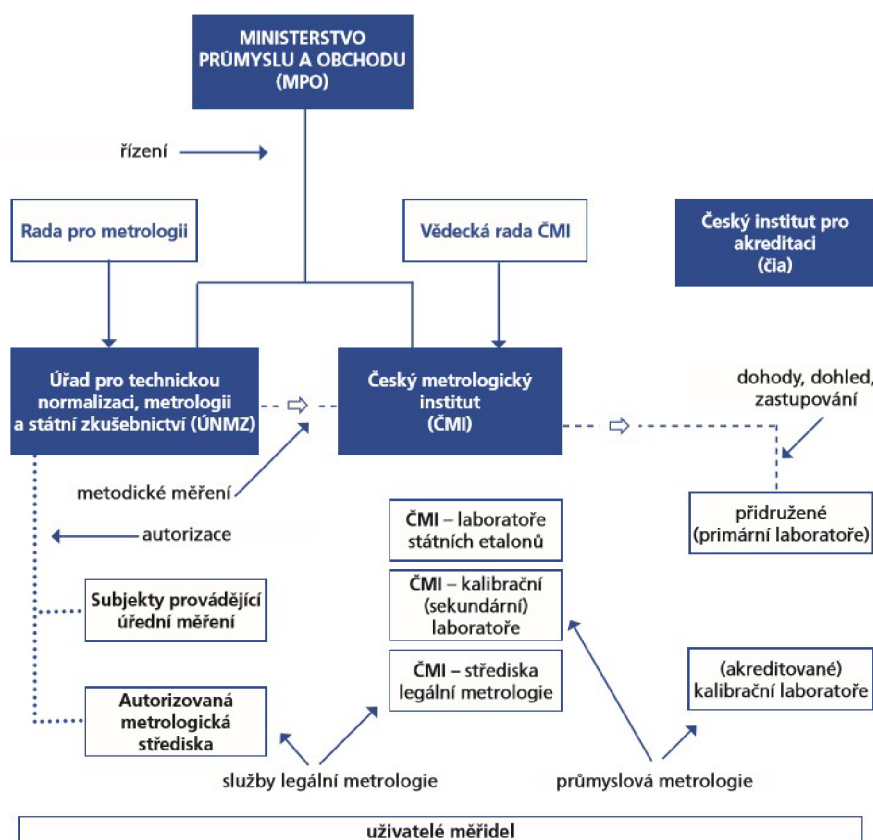 MINISTERSTVO
PRŮMYSLU A OBCHODU
(MPO)
řízení
Rada pro metrologii
Vědecká rada ČMI
Český institut pro
akreditaci
(čia)
Úřad pro technickou
normalizaci, metrologii
a státní zkušebnictví (ÚNMZ)
Český metrologický
institut
(ČMI)
dohody, dohled,
zastupování
metodické měření
autorizace
ČMI – laboratoře
státních etalonů
přidružené
(primární laboratoře)
Subjekty provádějící
úřední měření
ČMI – kalibrační
(sekundární)
laboratoře
ČMI – střediska
legální metrologie
(akreditované)
kalibrační laboratoře
Autorizovaná
metrologická
střediska
služby legální metrologie
průmyslová metrologie
uživatelé měřidel